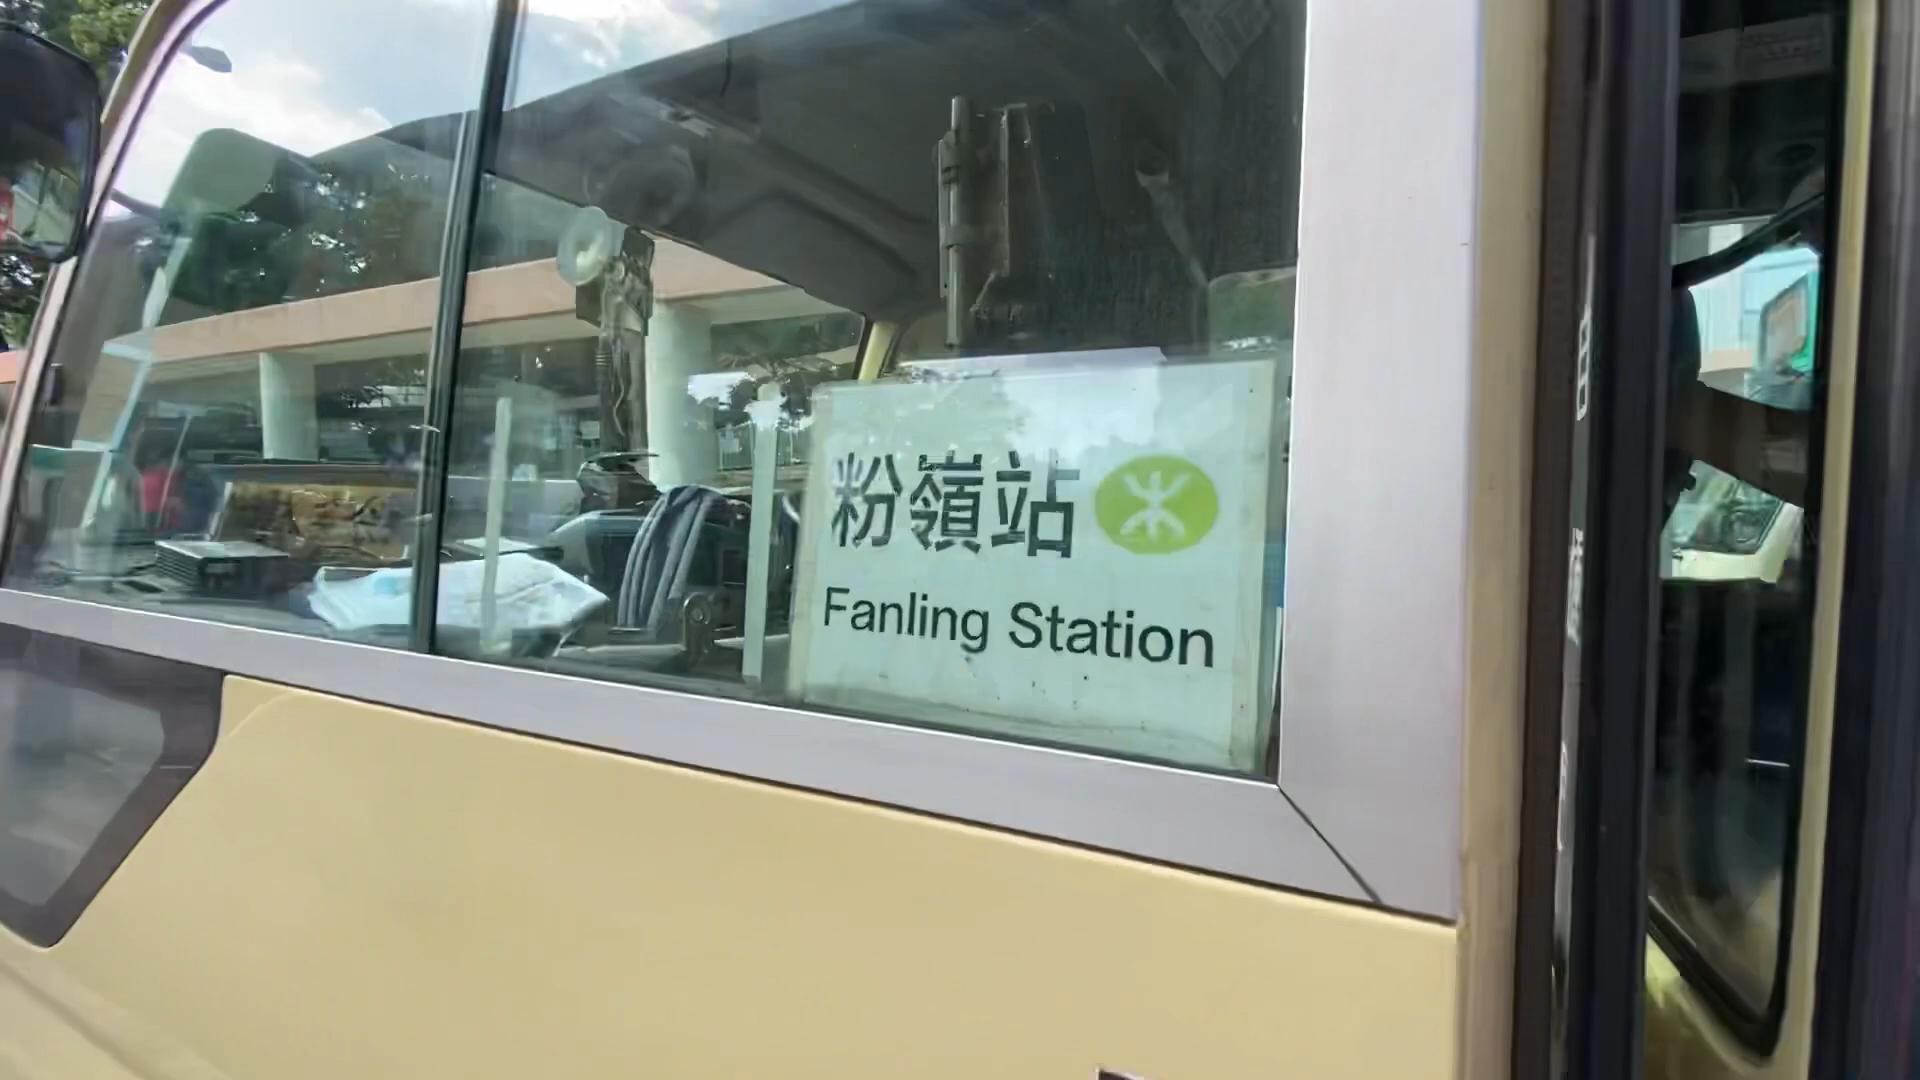 粉嶺站
Fanling Station